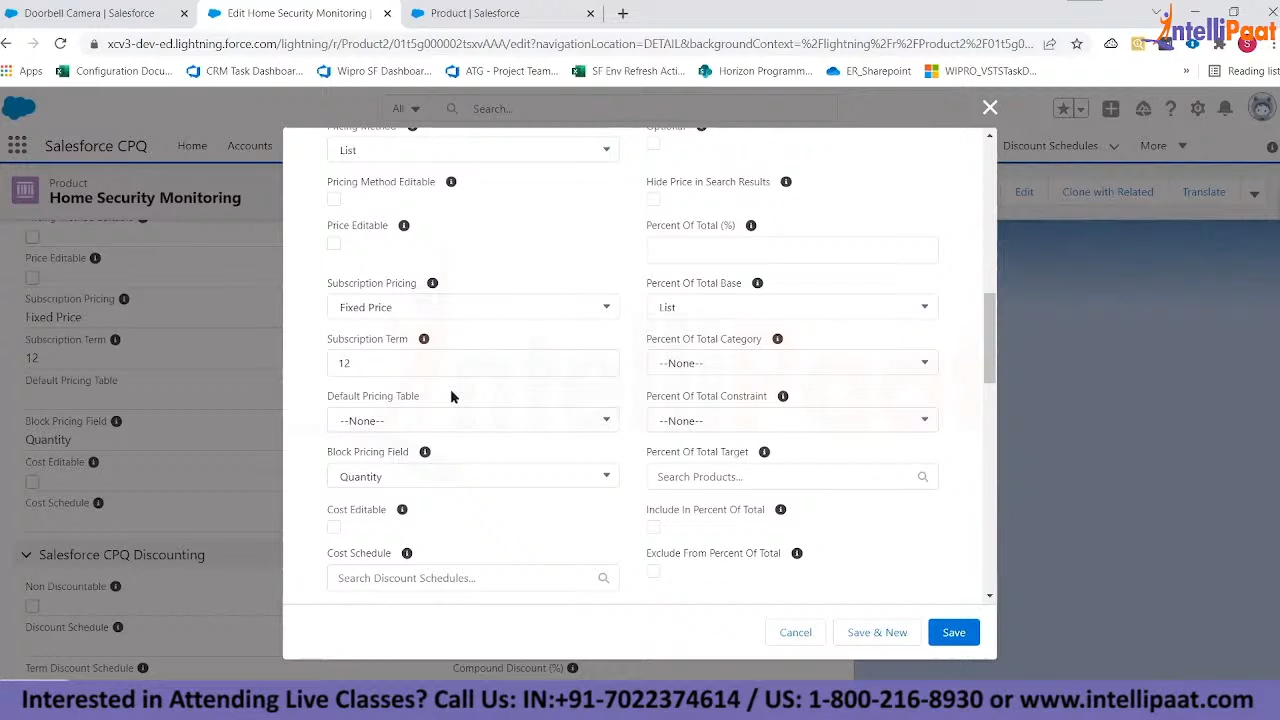 Doorbell Camera | Salesforce
Edit Home Security Monitoring |
Product | Salesforce
IntelliPaat
xcv3-dev-ed.lightning.force.com/lightning/r/Product2/01t5g0000
igationLocation=DETAIL&backgroundContext=%2Flightning%2Fr%2FProduct2%2F01t5g0...
Apps
Configuration Docu...
CRM Task Dashboar...
Wipro SF Dashboar...
ATG - Project Team...
SF Env Refresh Acti...
Horizon Programm...
ER_Sharepoint
WIPRO_VSTSTaskD...
»
Reading list
All
Search...
Salesforce CPQ
Home
Accounts
Discount Schedules
More
Product
Home Security Monitoring
Edit
Clone with Related
Translate
Pricing Method Editable
Price Editable
Subscription Pricing
Fixed Price
Subscription Term
12
Default Pricing Table
Block Pricing Field
Quantity
Cost Editable
Cost Schedule
Salesforce CPQ Discounting
Non Discountable
Discount Schedule
Term Discount Schedule
Compound Discount (%)
Pricing Method
List
Optional
Pricing Method Editable
Hide Price in Search Results
Price Editable
Percent Of Total (%)
Subscription Pricing
Fixed Price
Percent Of Total Base
List
Subscription Term
12
Percent Of Total Category
--None--
Default Pricing Table
--None--
Percent Of Total Constraint
--None--
Block Pricing Field
Quantity
Percent Of Total Target
Search Products...
Cost Editable
Include In Percent Of Total
Cost Schedule
Search Discount Schedules...
Exclude From Percent Of Total
Cancel
Save & New
Save
Interested in Attending Live Classes? Call Us: IN:+91-7022374614 / US: 1-800-216-8930 or www.intellipaat.com